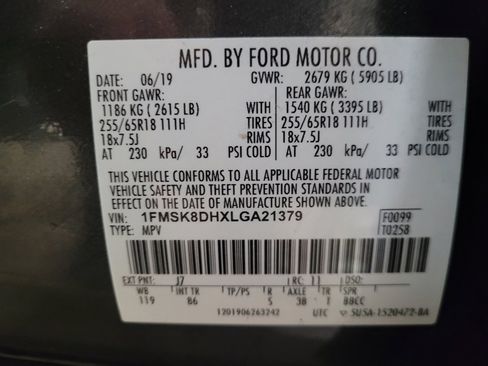 MFD. BY FORD MOTOR CO.
DATE: 06/19 GVWR: 2679 KG ( 5905 LB)
FRONT GAWR: REAR GAWR:
1186 KG ( 2615 LB) WITH 1540 KG ( 3395 LB) WITH
255/65R18 111H TIRES 255/65R18 111H TIRES
18x7.5J RIMS 18x7.5J RIMS
AT 230 kPa/ 33 PSI COLD AT 230 kPa/ 33 PSI COLD
THIS VEHICLE CONFORMS TO ALL APPLICABLE FEDERAL MOTOR
VEHICLE SAFETY AND THEFT PREVENTION STANDARDS IN
EFFECT ON THE DATE OF MANUFACTURE SHOWN ABOVE.
VIN: 1FMSK8DHXLGA21379 F0099
TYPE: MPV T0258
EXT PNT: J7 RC: 11 DSO:
WB INT TR TP/PS R AXLE TR SPR
119 86 5 38 T BBCC
1201906263242 UTC 5U5A-1520472-BA